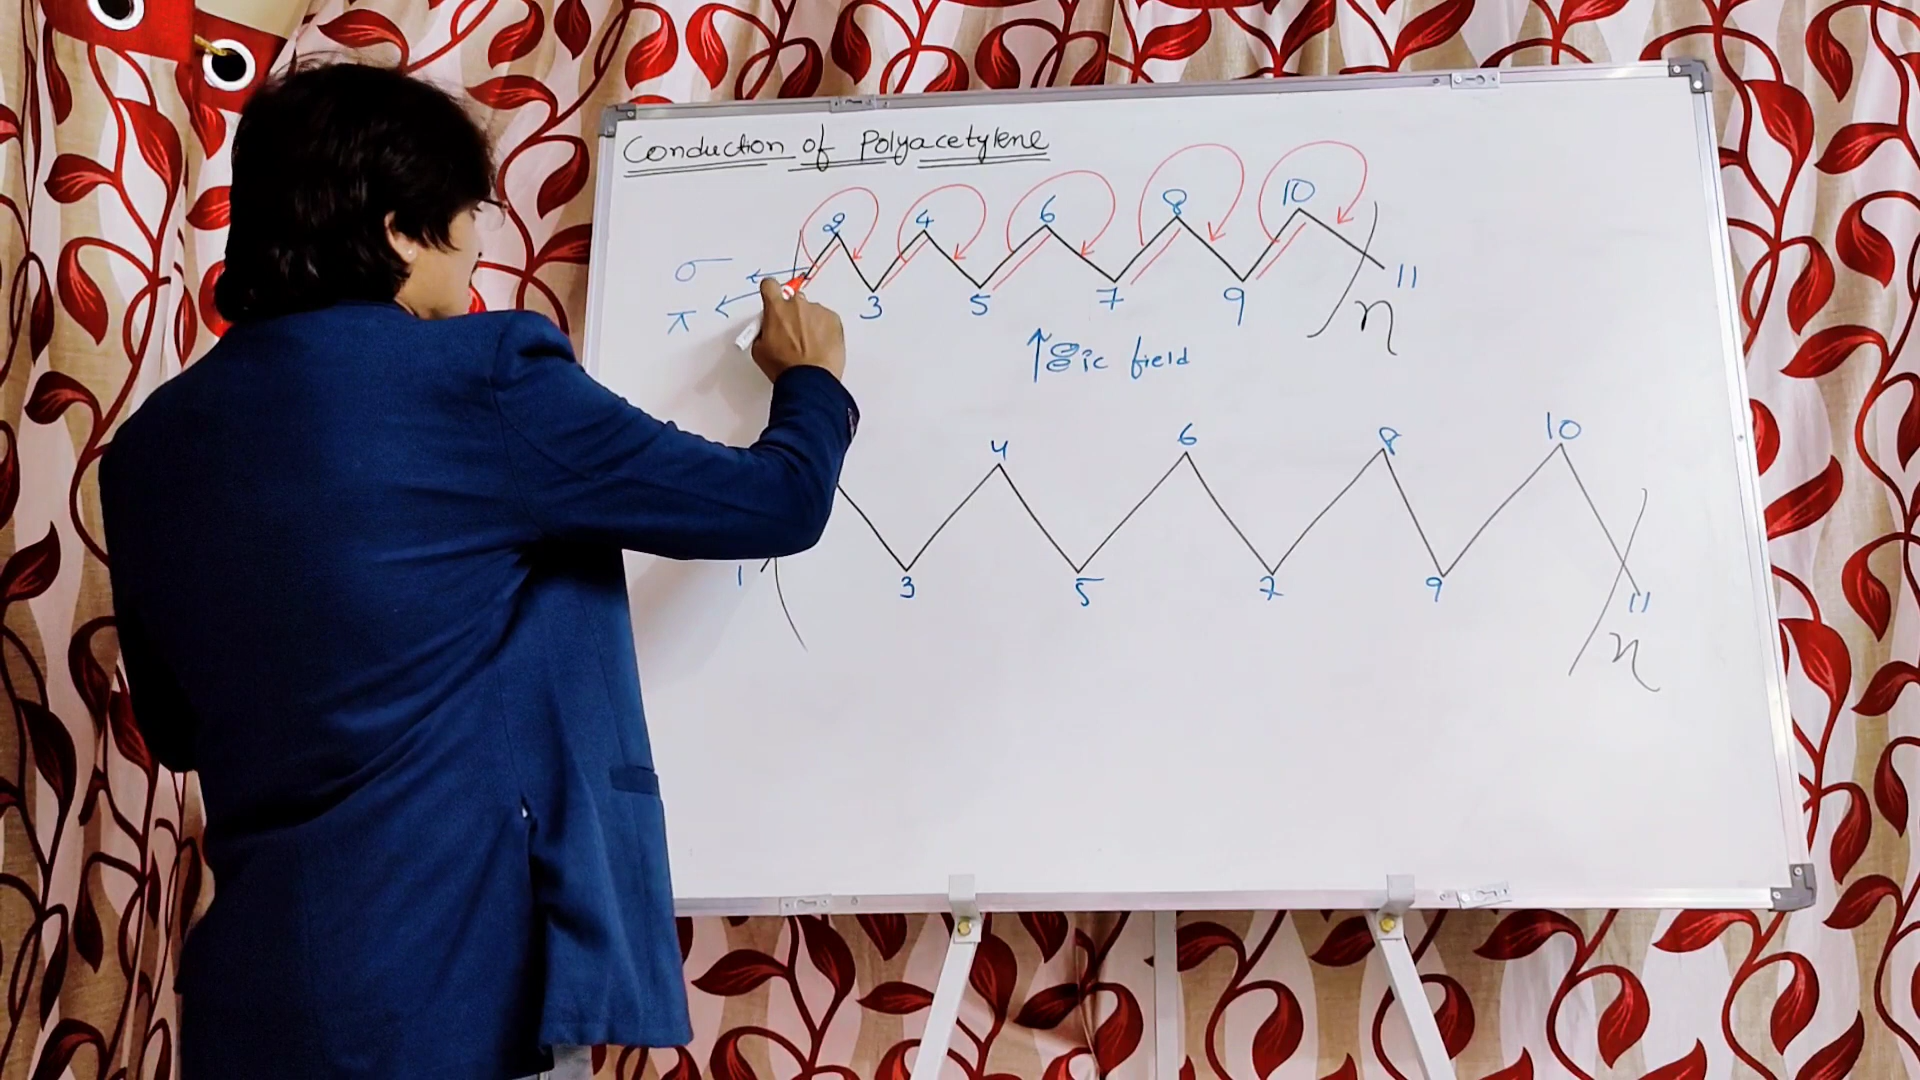 Conduction of Polyacetylene
2 4 6 8 10
σ
π
3 5 7 9 11
n
field
4 6 8 10
1 3 5 7 9 11
n